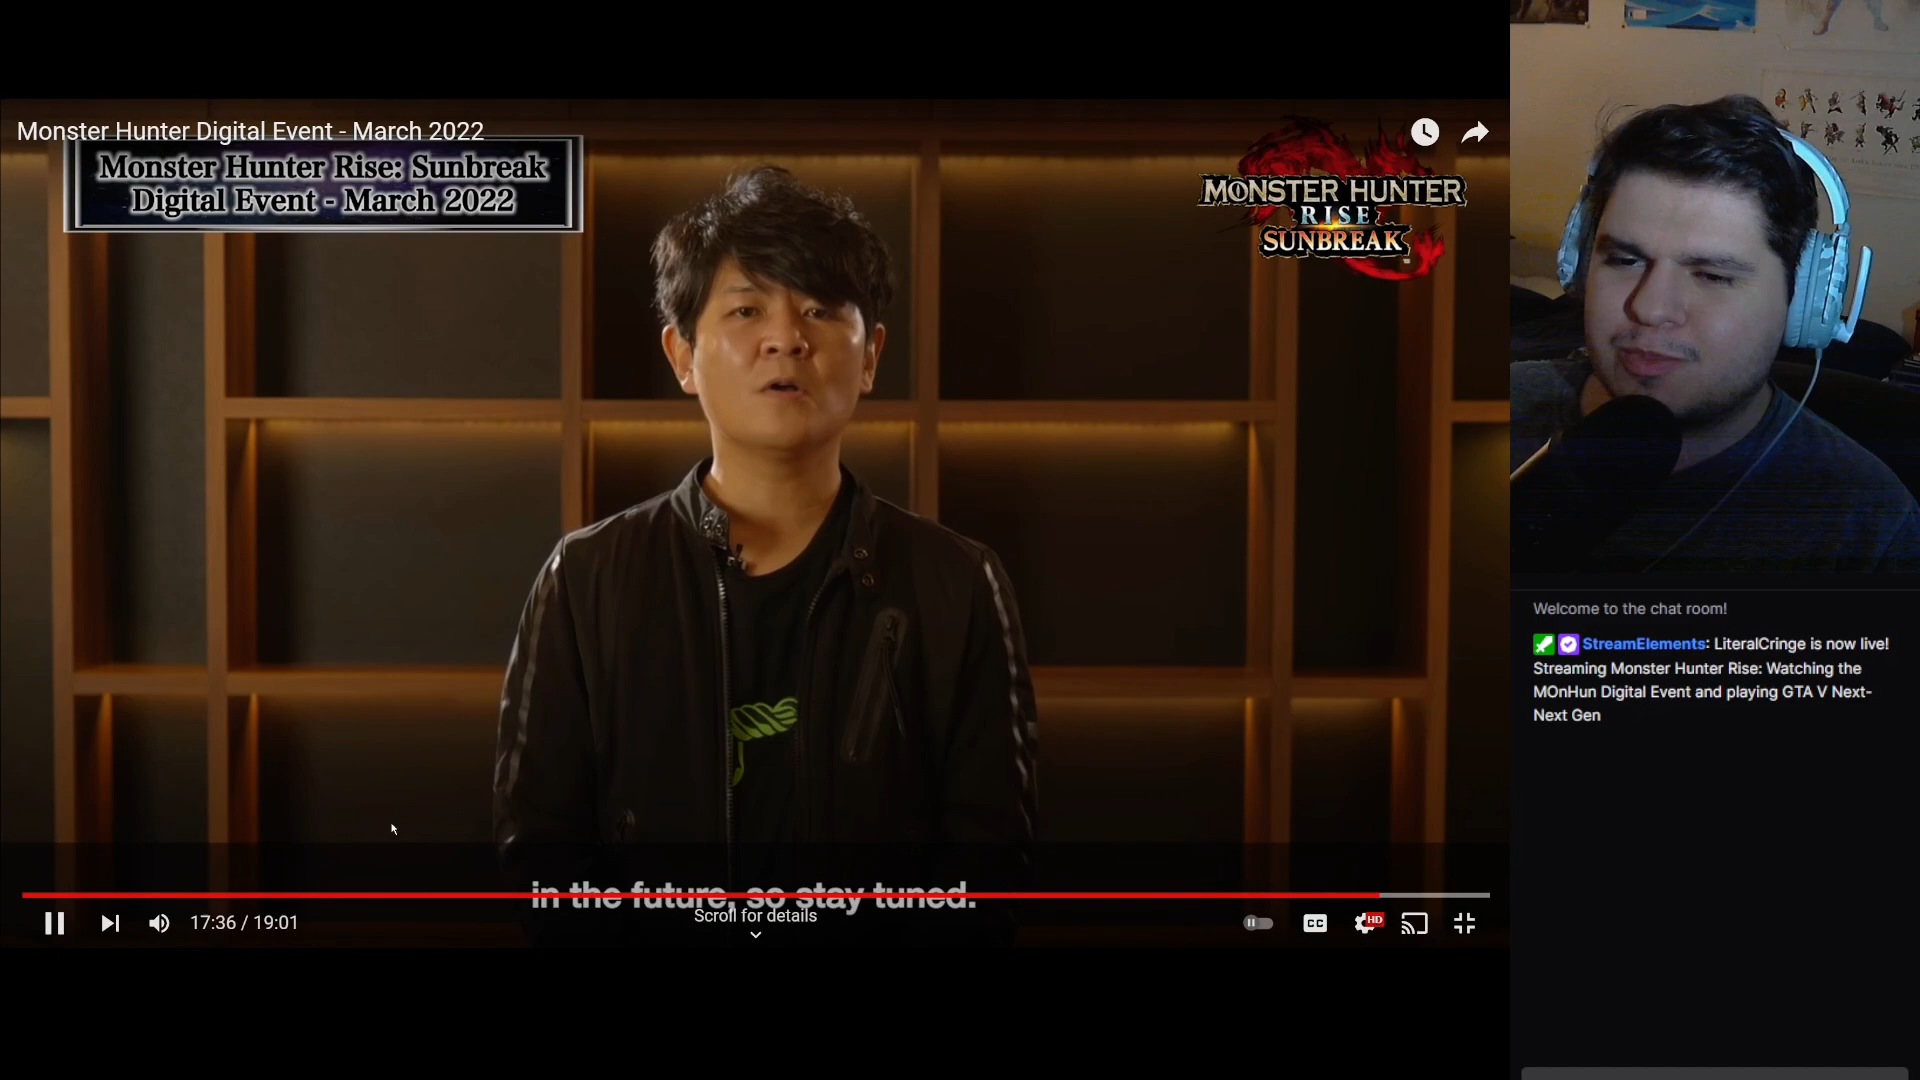 Monster Hunter Digital Event - March 2022
Monster Hunter Rise: Sunbreak
Digital Event - March 2022
MONSTER HUNTER
RISE
SUNBREAK
in the future, so stay tuned.
Scroll for details
17:36 / 19:01
CC
HD
Welcome to the chat room!
StreamElements: LiteralCringe is now live!
Streaming Monster Hunter Rise: Watching the
MOnHun Digital Event and playing GTA V Next-
Next Gen